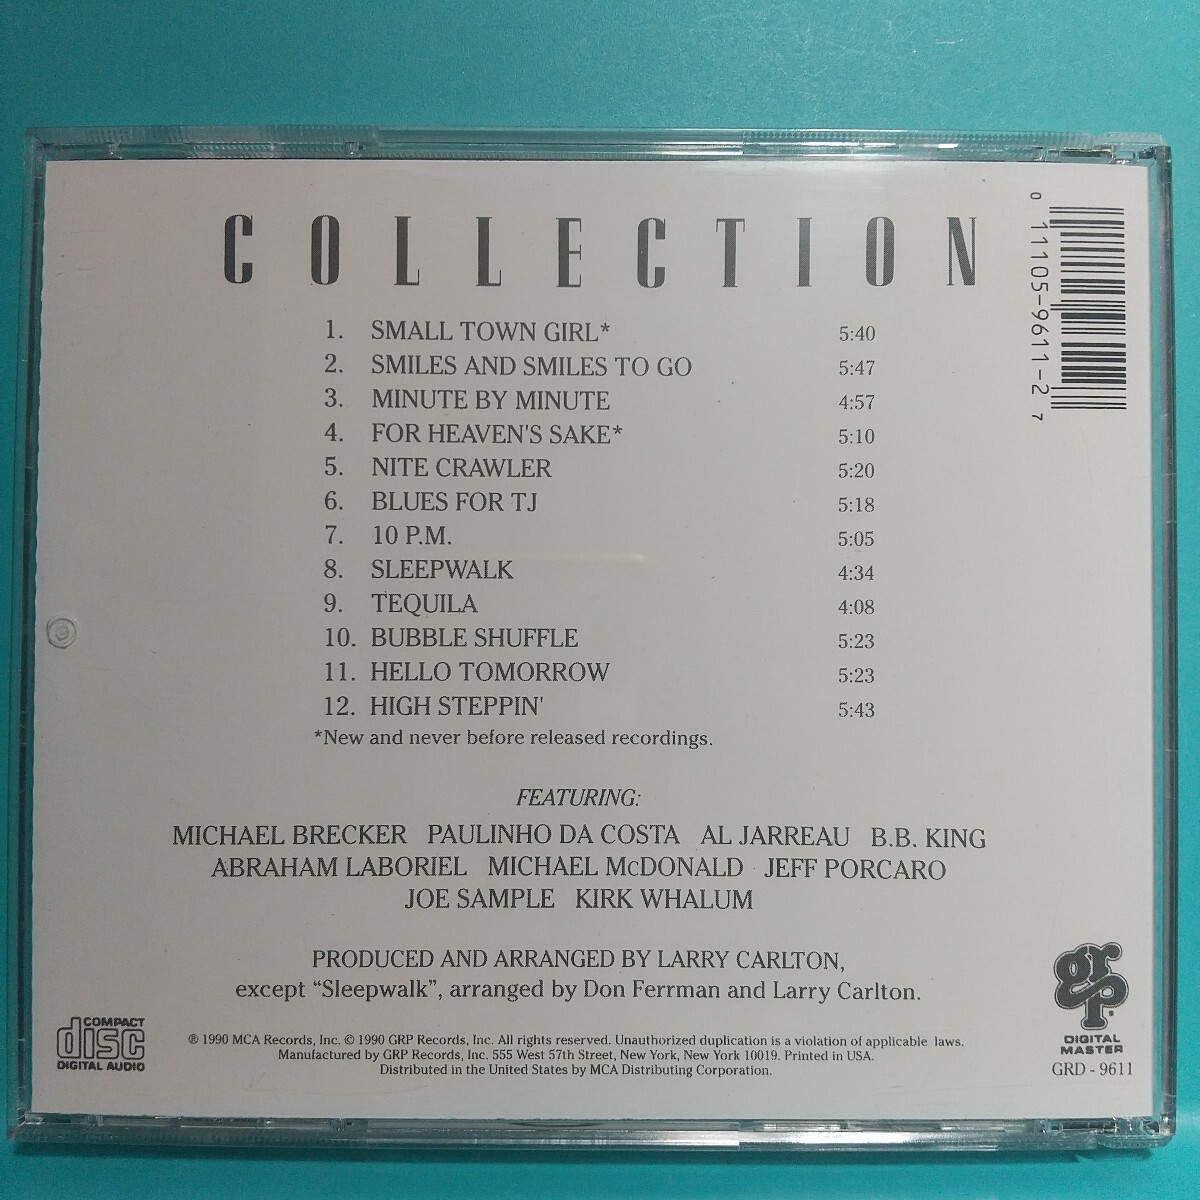 COLLECTION
1. SMALL TOWN GIRL* 5:40
2. SMILES AND SMILES TO GO 5:47
3. MINUTE BY MINUTE 4:57
4. FOR HEAVEN'S SAKE* 5:10
5. NITE CRAWLER 5:20
6. BLUES FOR TJ 5:18
7. 10 P.M. 5:05
8. SLEEPWALK 4:34
9. TEQUILA 4:08
10. BUBBLE SHUFFLE 5:23
11. HELLO TOMORROW 5:23
12. HIGH STEPPIN' 5:43
*New and never before released recordings.
0 11105-9611-2 7
FEATURING:
MICHAEL BRECKER PAULINHO DA COSTA AL JARREAU B.B. KING
ABRAHAM LABORIEL MICHAEL McDONALD JEFF PORCARO
JOE SAMPLE KIRK WHALUM
PRODUCED AND ARRANGED BY LARRY CARLTON,
except “Sleepwalk”, arranged by Don Ferrman and Larry Carlton.
COMPACT
disc
DIGITAL AUDIO
℗ 1990 MCA Records, Inc. © 1990 GRP Records, Inc. All rights reserved. Unauthorized duplication is a violation of applicable laws.
Manufactured by GRP Records, Inc. 555 West 57th Street, New York, New York 10019. Printed in USA.
Distributed in the United States by MCA Distributing Corporation.
grp®
DIGITAL
MASTER
GRD - 9611